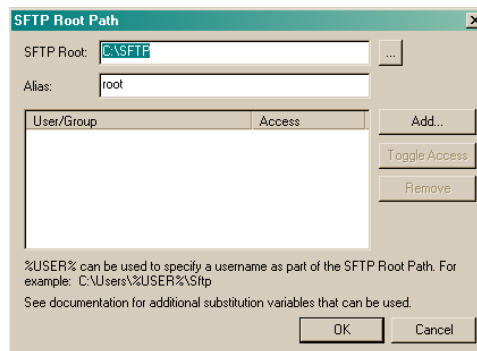 SFTP Root Path
SFTP Root: C:\SFTP ...
Alias: root
User/Group Access
Add...
Toggle Access
Remove
%USER% can be used to specify a username as part of the SFTP Root Path. For
example: C:\Users\%USER%\Sftp
See documentation for additional substitution variables that can be used.
OK Cancel